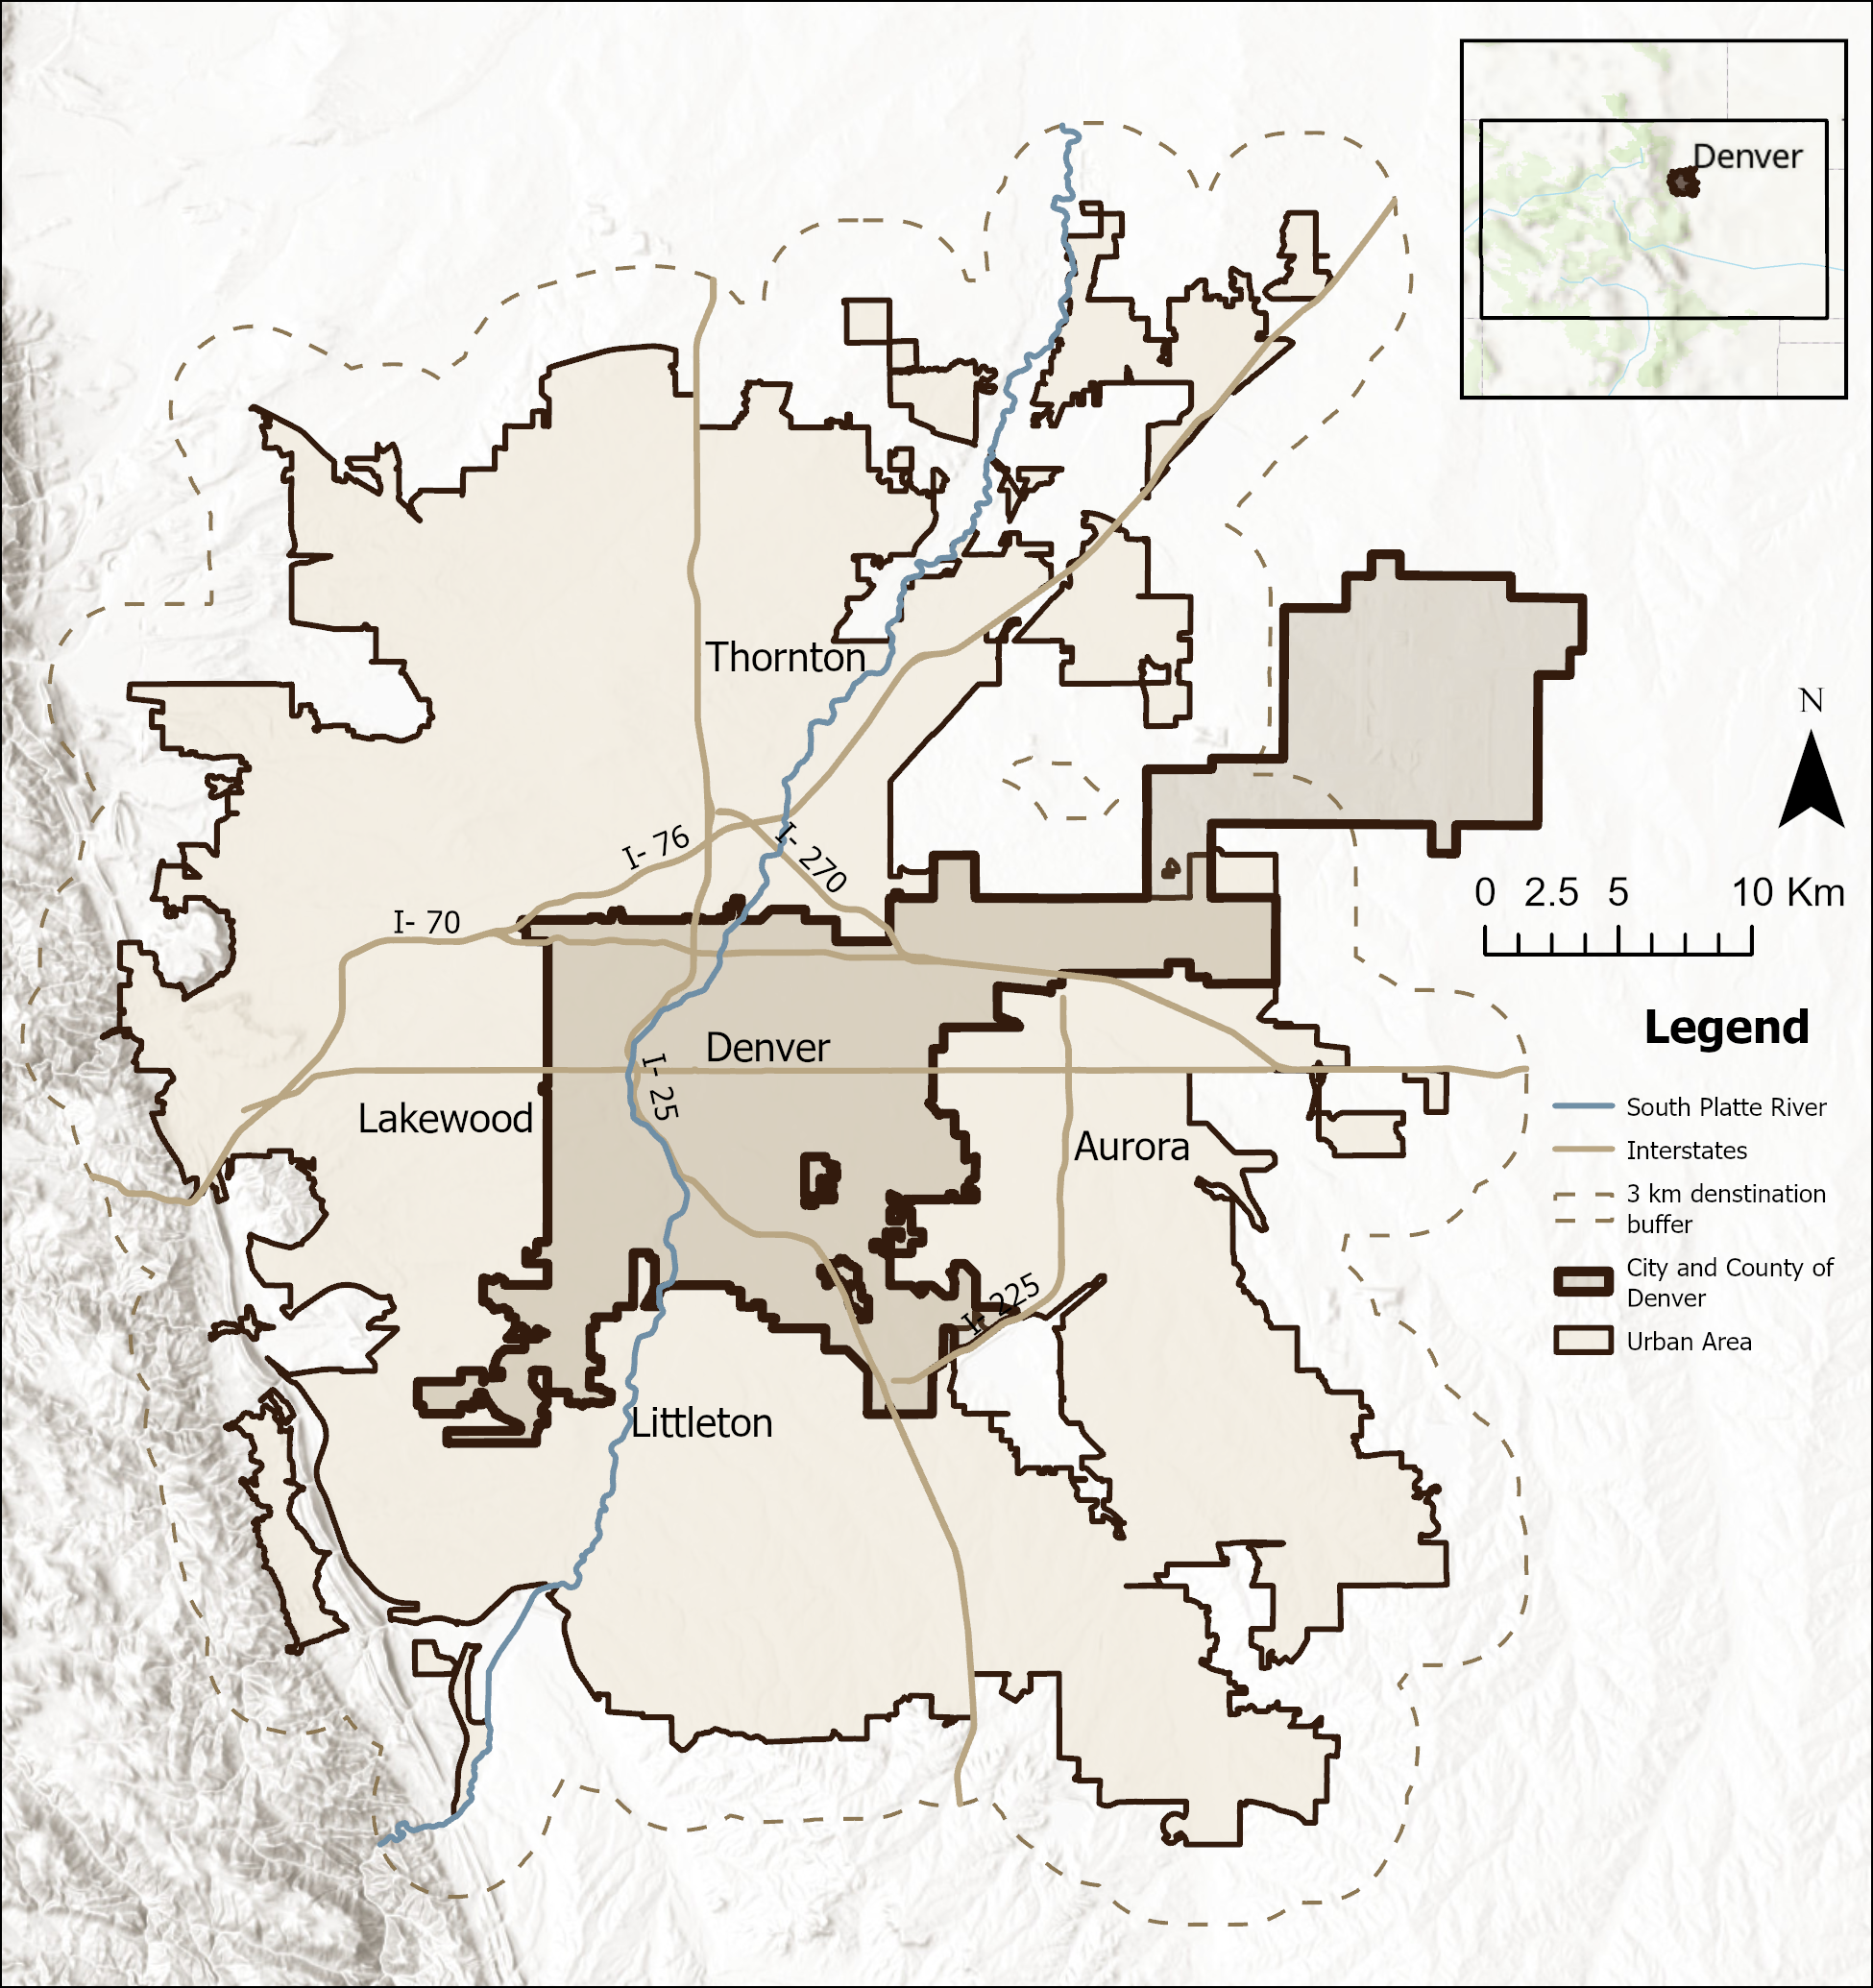 Denver
Thornton
N
I- 76
I- 270
I- 70
0 2.5 5 10 Km
Legend
Denver
I- 25
Lakewood
Aurora
South Platte River
Interstates
3 km denstination
buffer
City and County of
Denver
I- 225
Urban Area
Littleton